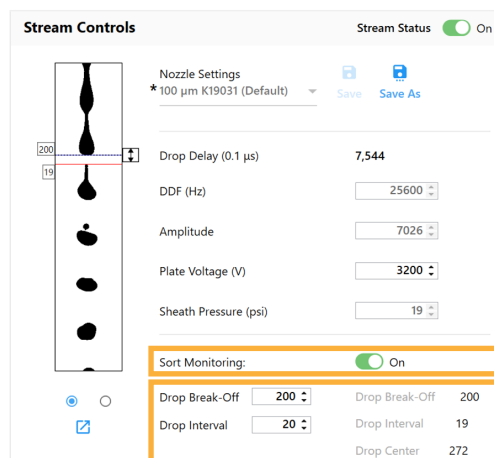 Stream Controls
Stream Status On
Nozzle Settings
* 100 µm K19031 (Default)
Save Save As
200
19
Drop Delay (0.1 µs) 7,544
DDF (Hz) 25600
Amplitude 7026
Plate Voltage (V) 3200
Sheath Pressure (psi) 19
Sort Monitoring: On
Drop Break-Off 200 Drop Break-Off 200
Drop Interval 20 Drop Interval 19
Drop Center 272